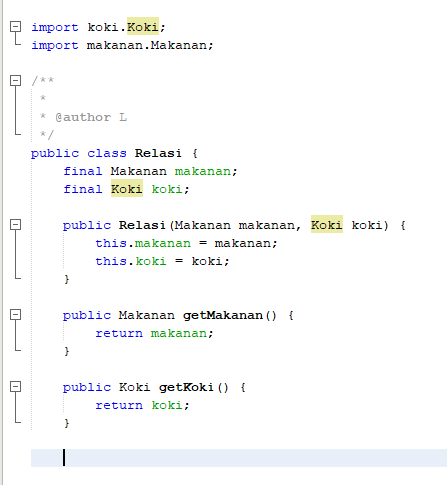 import koki.Koki;
import makanan.Makanan;
/**
 *
 * @author L
 */
public class Relasi {
    final Makanan makanan;
    final Koki koki;
    public Relasi(Makanan makanan, Koki koki) {
        this.makanan = makanan;
        this.koki = koki;
    }
    public Makanan getMakanan() {
        return makanan;
    }
    public Koki getKoki() {
        return koki;
    }